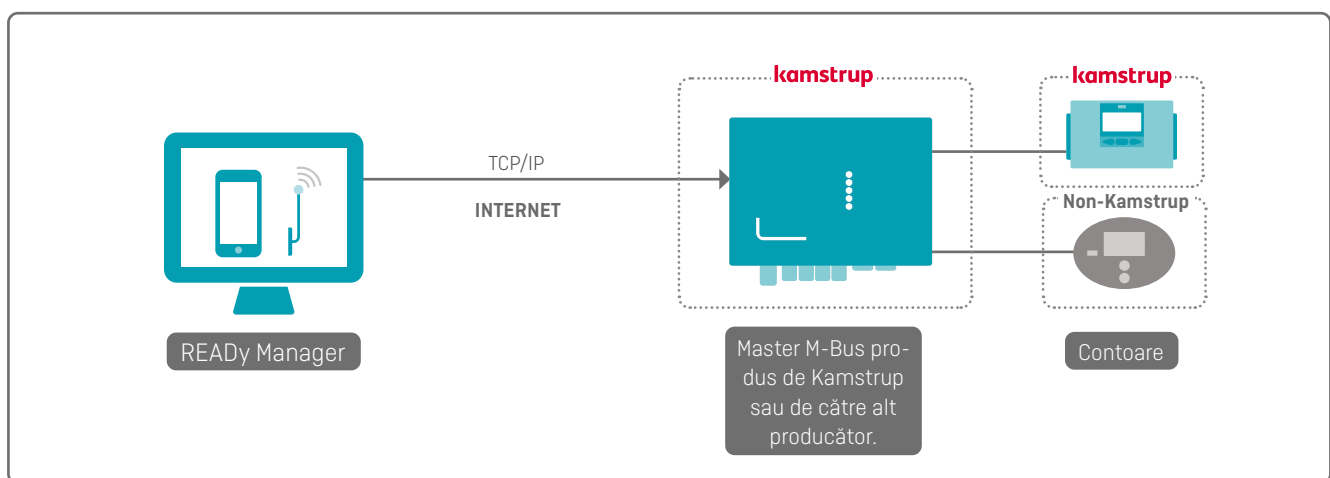 kamstrup
kamstrup
TCP/IP
INTERNET
Non-Kamstrup
READy Manager
Master M-Bus pro-
dus de Kamstrup
sau de către alt
producător.
Contoare